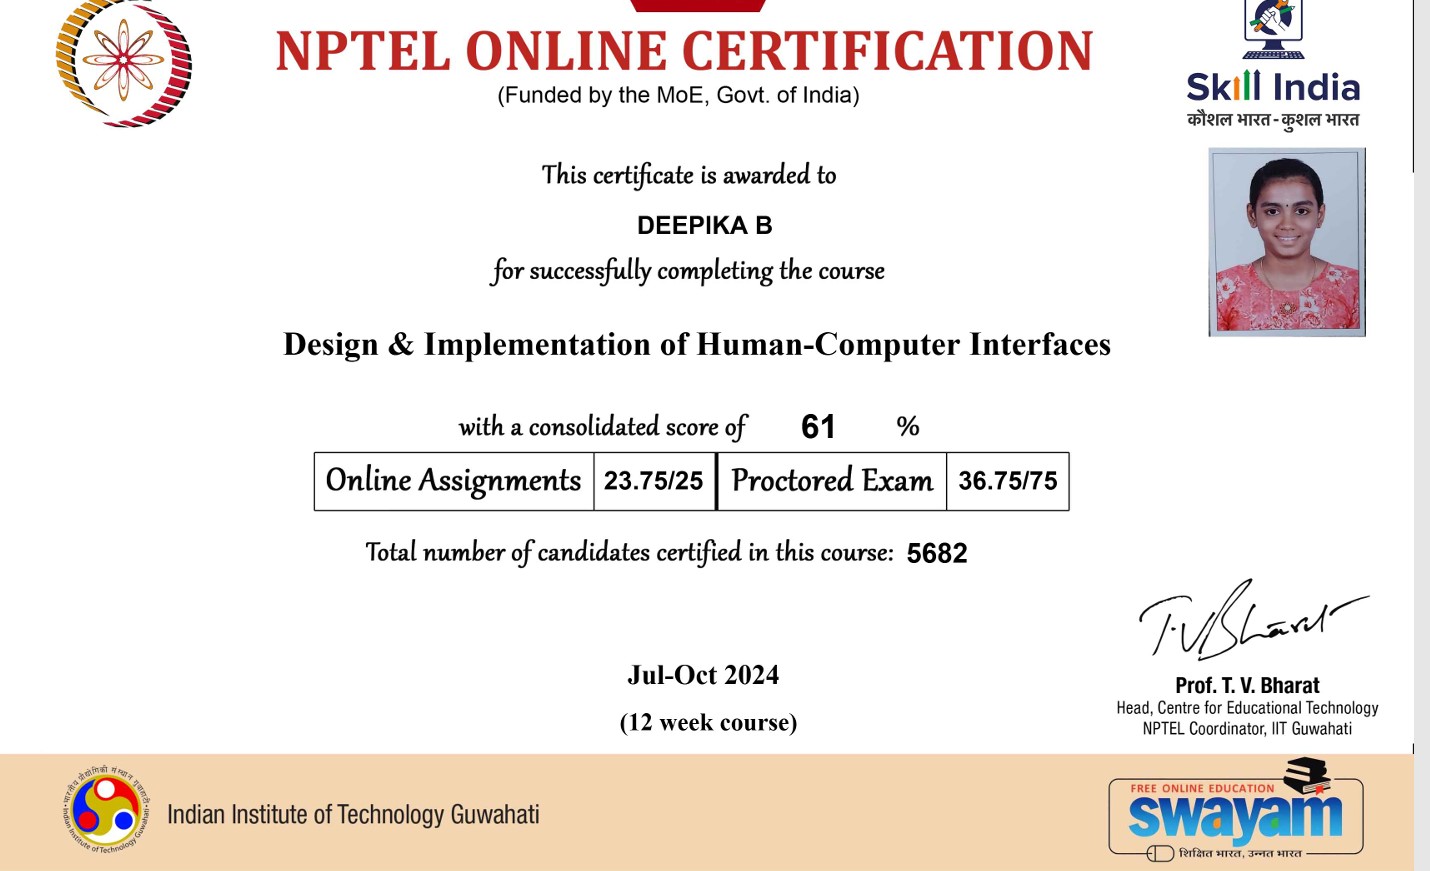 NPTEL ONLINE CERTIFICATION
(Funded by the MoE, Govt. of India)
Skill India
कौशल भारत - कुशल भारत
This certificate is awarded to
DEEPIKA B
for successfully completing the course
Design & Implementation of Human-Computer Interfaces
with a consolidated score of 61 %
Online Assignments 23.75/25 Proctored Exam 36.75/75
Total number of candidates certified in this course: 5682
T.V Bharat
Jul-Oct 2024
(12 week course)
Prof. T. V. Bharat
Head, Centre for Educational Technology
NPTEL Coordinator, IIT Guwahati
भारतीय प्रौद्योगिकी संस्थान गुवाहाटी
Indian Institute of Technology Guwahati
Indian Institute of Technology Guwahati
FREE ONLINE EDUCATION
swayam
शिक्षित भारत, उन्नत भारत